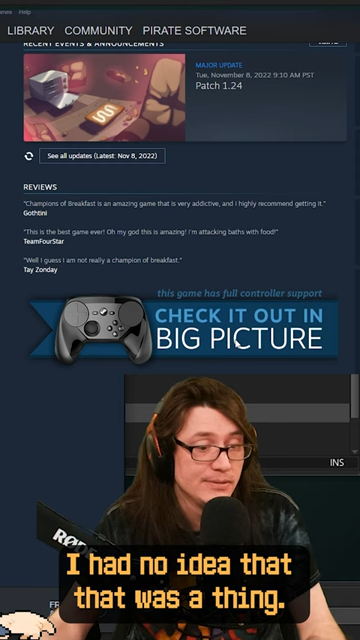 Help
LIBRARY COMMUNITY PIRATE SOFTWARE
RECENT EVENTS & ANNOUNCEMENTS
MAJOR UPDATE
Tue, November 8, 2022 9:10 AM PST
Patch 1.24
See all updates (Latest: Nov 8, 2022)
REVIEWS
"Champions of Breakfast is an amazing game that is very addictive, and I highly recommend getting it."
Gothtini
"This is the best game ever! Oh my god this is amazing! I'm attacking baths with food!"
TeamFourStar
"Well I guess I am not really a champion of breakfast."
Tay Zonday
this game has full controller support
CHECK IT OUT IN
BIG PICTURE
INS
RØDE
I had no idea that
that was a thing.